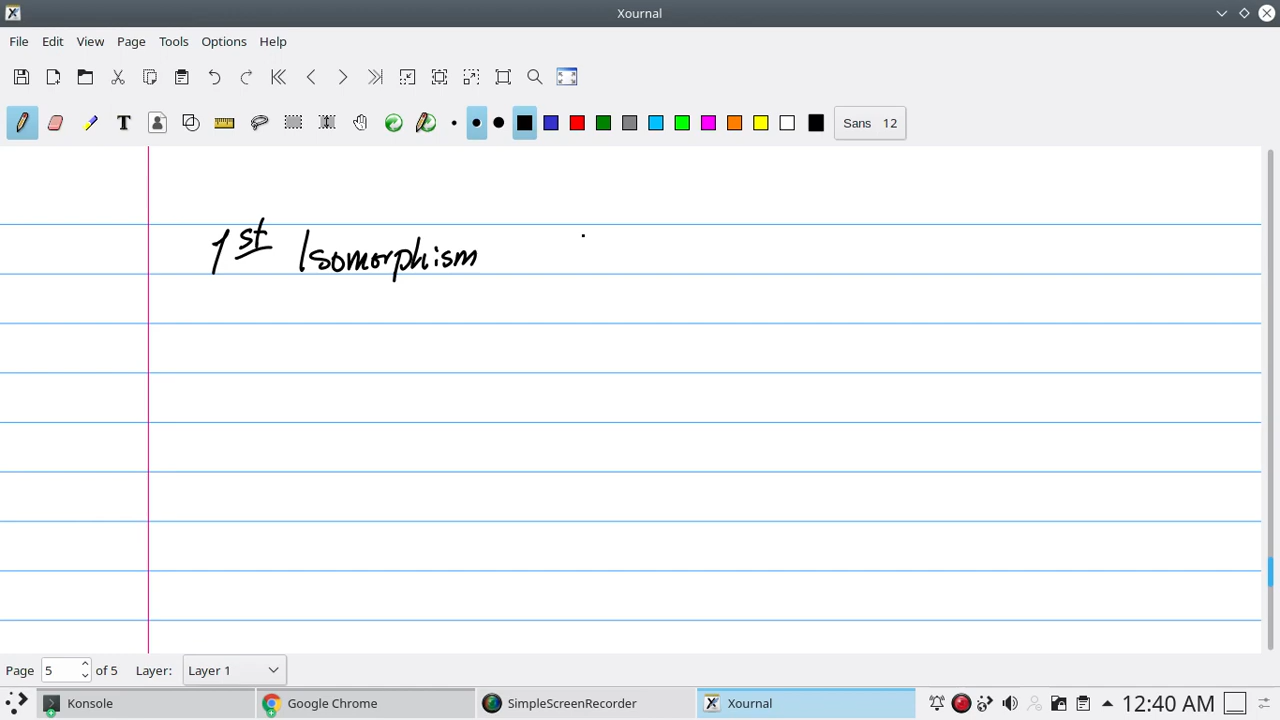 Xournal
File Edit View Page Tools Options Help
T Sans 12
1st Isomorphism
Page 5 of 5 Layer: Layer 1
Konsole Google Chrome SimpleScreenRecorder Xournal 12:40 AM